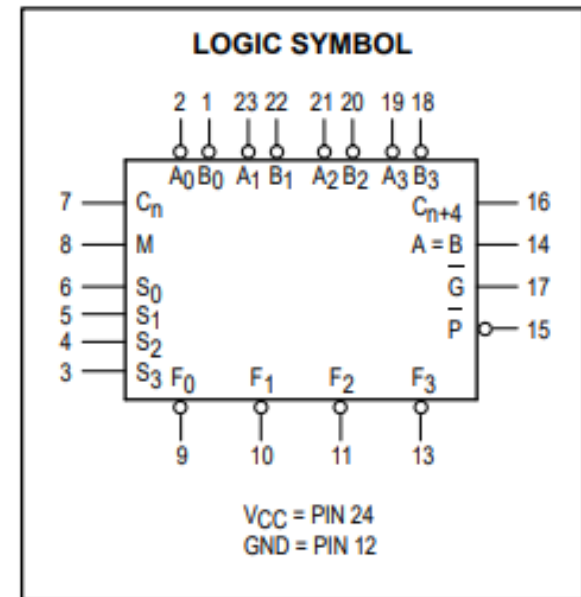 LOGIC SYMBOL
2 1 23 22 21 20 19 18
A0 B0 A1 B1 A2 B2 A3 B3
7 Cn Cn+4 16
8 M A = B 14
6 S0 G̅ 17
5 S1
4 S2 P̅ 15
3 S3 F0 F1 F2 F3
9 10 11 13
VCC = PIN 24
GND = PIN 12